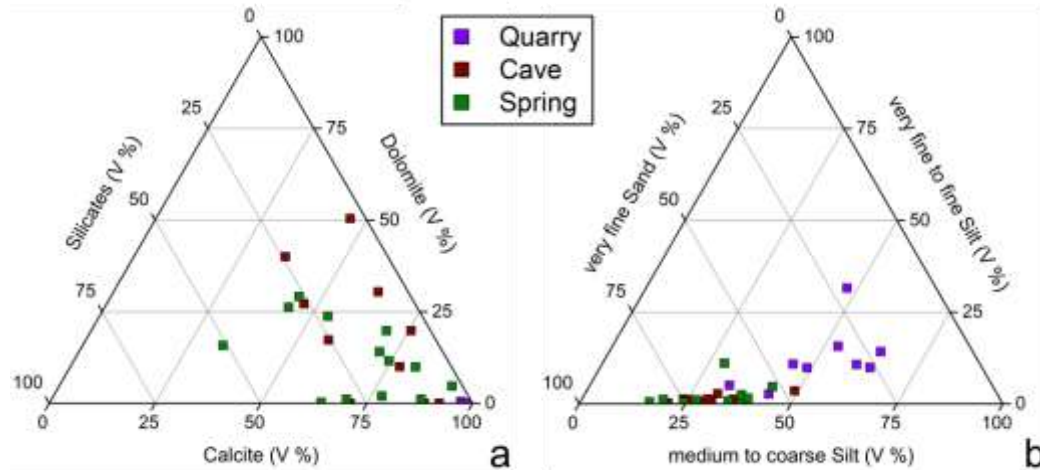 0
100
25
75
Silicates (V %)
Dolomite (V %)
50
50
75
25
100
0
0
25
50
75
100
Calcite (V %)
a
Quarry
Cave
Spring
0
100
25
75
very fine Sand (V %)
very fine to fine Silt (V %)
50
50
75
25
100
0
0
25
50
75
100
medium to coarse Silt (V %)
b